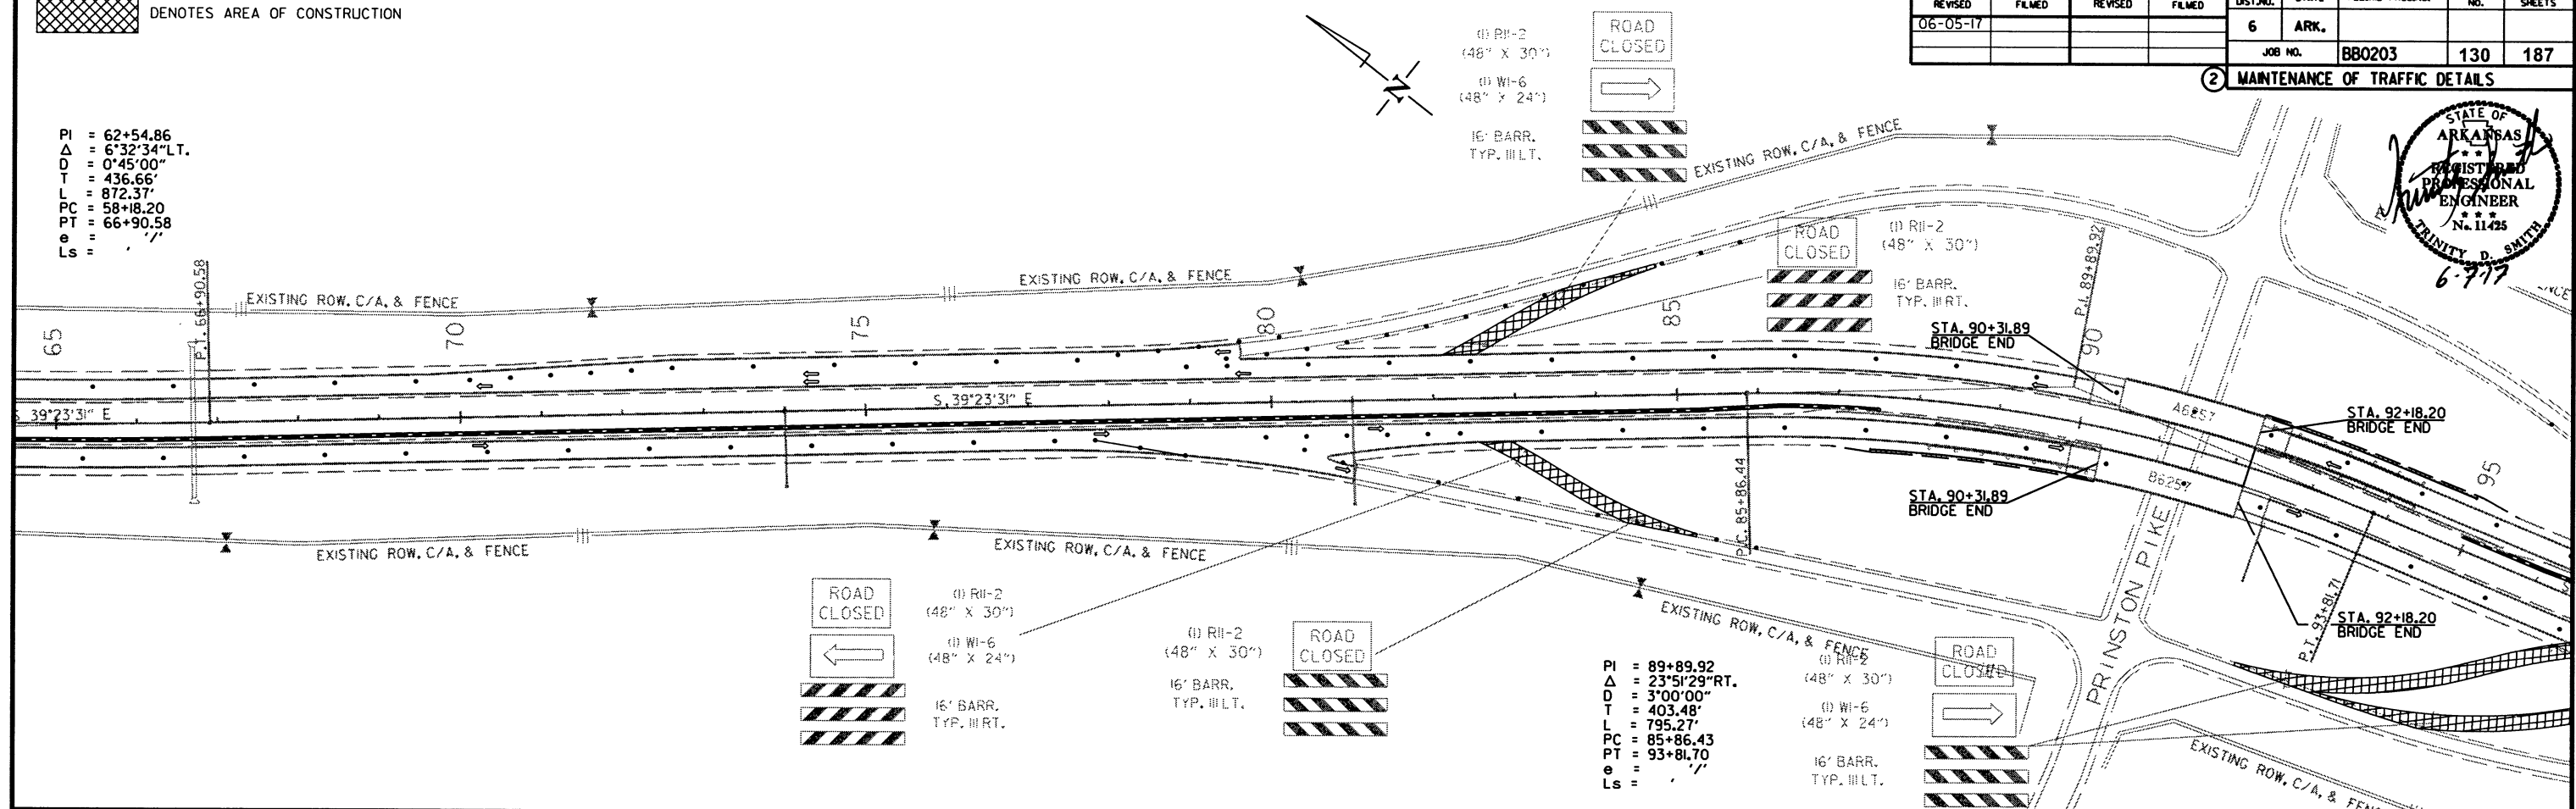 DENOTES AREA OF CONSTRUCTION
REVISED FILMED REVISED FILMED DIST.NO. NO. SHEETS
06-05-17
6 ARK.
JOB NO. BB0203 130 187
2 MAINTENANCE OF TRAFFIC DETAILS
STATE OF
ARKANSAS
REGISTERED
PROFESSIONAL
ENGINEER
No. 11425
TRINITY D. SMITH
6-7-17
PI = 62+54.86
Δ = 6°32'34"LT.
D = 0°45'00"
T = 436.66'
L = 872.37'
PC = 58+18.20
PT = 66+90.58
e = '/'
Ls = '
N
(1) R11-2
(48" X 30")
ROAD
CLOSED
(1) W1-6
(48" X 24")
16' BARR.
TYP. III LT.
EXISTING ROW, C/A, & FENCE
ROAD
CLOSED
(1) R11-2
(48" X 30")
16' BARR.
TYP. III RT.
EXISTING ROW, C/A, & FENCE
EXISTING ROW, C/A, & FENCE
65
P.T. 66+90.58
70
75
80
85
P.I. 89+89.92
90
95
STA. 90+31.89
BRIDGE END
A6257
STA. 92+18.20
BRIDGE END
S 39°23'31" E
S 39°23'31" E
P.C. 85+86.44
STA. 90+31.89
BRIDGE END
B6257
PRINSTON PIKE
P.T. 93+81.71
STA. 92+18.20
BRIDGE END
EXISTING ROW, C/A, & FENCE
EXISTING ROW, C/A, & FENCE
EXISTING ROW, C/A, & FENCE
ROAD
CLOSED
(1) R11-2
(48" X 30")
(1) W1-6
(48" X 24")
16' BARR.
TYP. III RT.
(1) R11-2
(48" X 30")
ROAD
CLOSED
16' BARR.
TYP. III LT.
PI = 89+89.92
Δ = 23°51'29"RT.
D = 3°00'00"
T = 403.48'
L = 795.27'
PC = 85+86.43
PT = 93+81.70
e = '/'
Ls = '
(1) R11-2
(48" X 30")
ROAD
CLOSED
(1) W1-6
(48" X 24")
16' BARR.
TYP. III LT.
EXISTING ROW, C/A, & FENCE